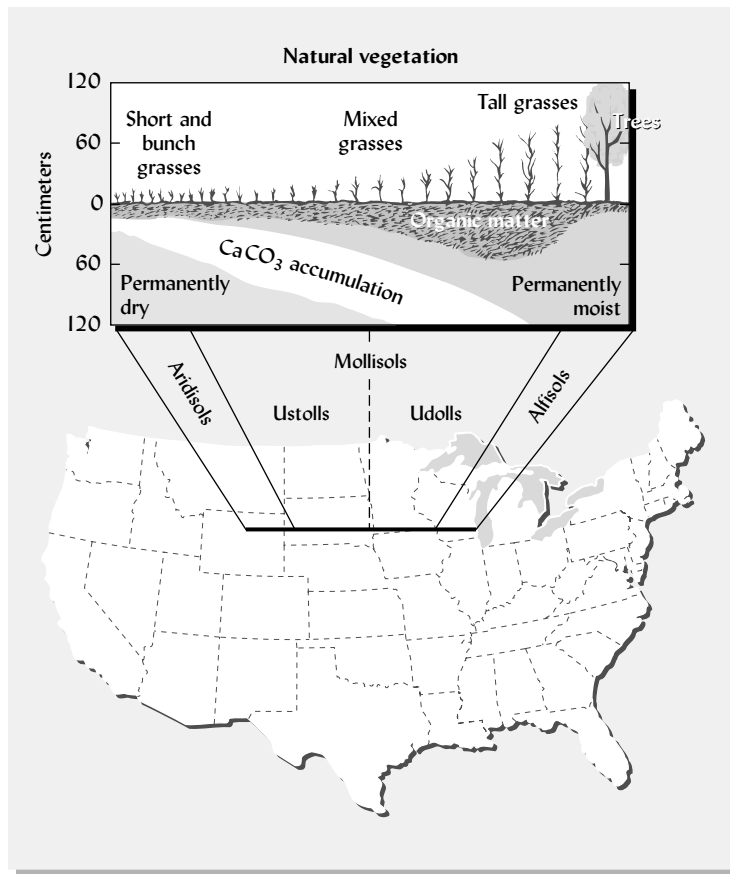 Natural vegetation
120
60
0
60
120
Centimeters
Short and
bunch
grasses
Mixed
grasses
Tall grasses
Trees
Organic matter
CaCO₃ accumulation
Permanently
dry
Permanently
moist
Mollisols
Aridisols
Ustolls
Udolls
Alfisols